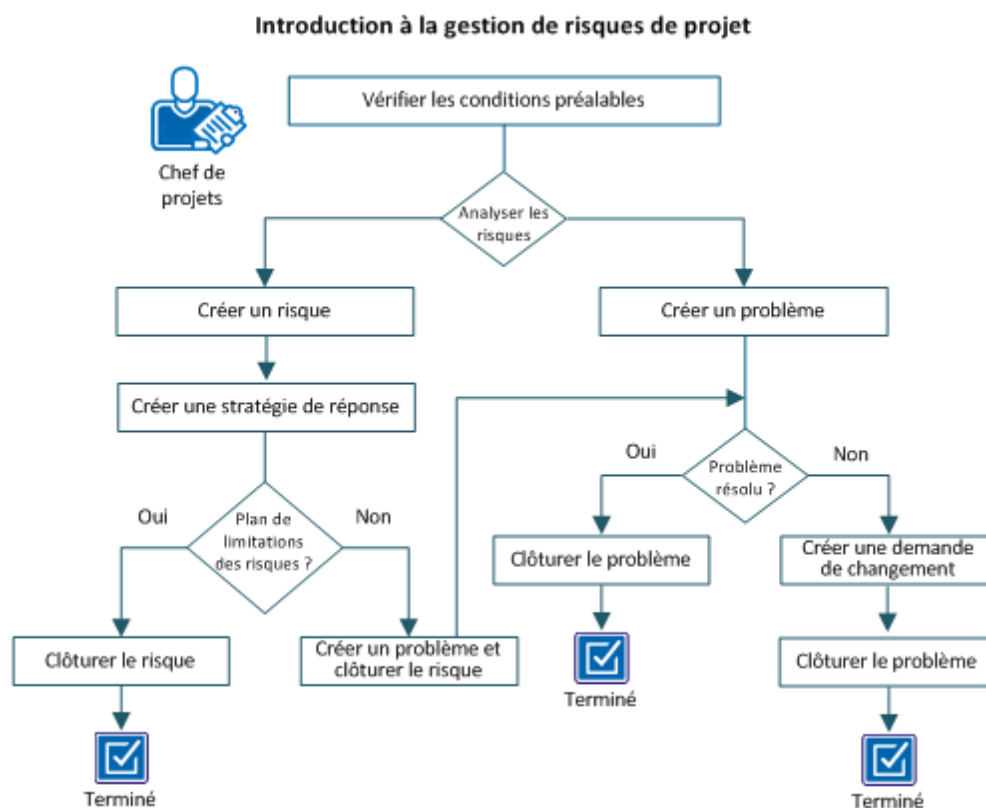 Introduction à la gestion de risques de projet
Vérifier les conditions préalables
Chef de
projets
Analyser les
risques
Créer un risque
Créer un problème
Créer une stratégie de réponse
Oui
Problème
résolu ?
Non
Oui
Plan de
limitations
des risques ?
Non
Clôturer le problème
Créer une demande
de changement
Clôturer le risque
Créer un problème et
clôturer le risque
Clôturer le problème
Terminé
Terminé
Terminé